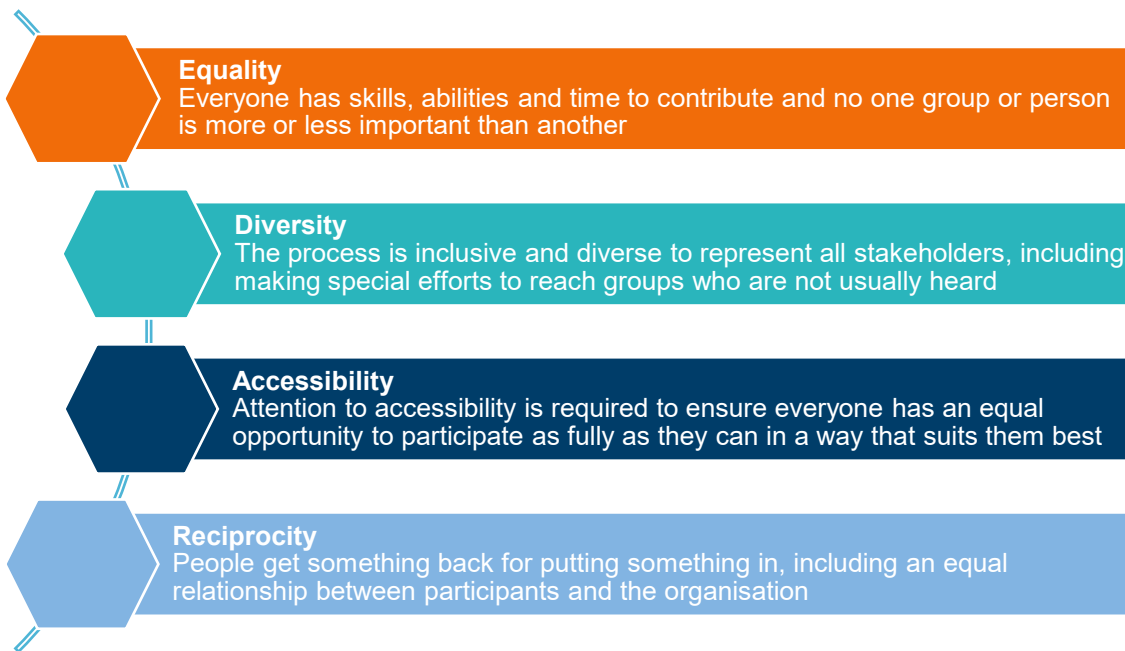 Equality
Everyone has skills, abilities and time to contribute and no one group or person
is more or less important than another
Diversity
The process is inclusive and diverse to represent all stakeholders, including
making special efforts to reach groups who are not usually heard
Accessibility
Attention to accessibility is required to ensure everyone has an equal
opportunity to participate as fully as they can in a way that suits them best
Reciprocity
People get something back for putting something in, including an equal
relationship between participants and the organisation